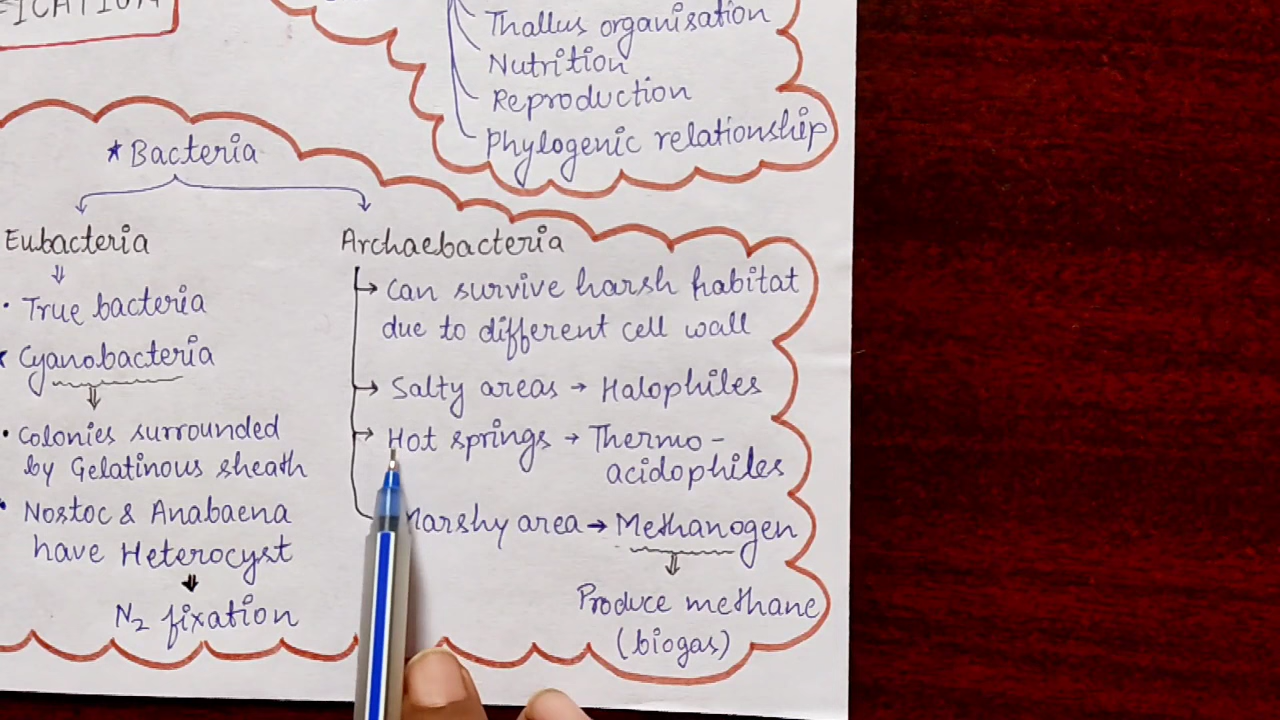 Thallus organisation
Nutrition
Reproduction
Phylogenic relationship
★ Bacteria
Eubacteria
⇓
• True bacteria
Cyanobacteria
⇓
• Colonies surrounded
by Gelatinous sheath
• Nostoc & Anabaena
have Heterocyst
↓
N₂ fixation
Archaebacteria
→ Can survive harsh habitat
due to different cell wall
→ Salty areas → Halophiles
→ Hot springs → Thermo-
acidophiles
Marshy area → Methanogen
⇓
Produce methane
(biogas)